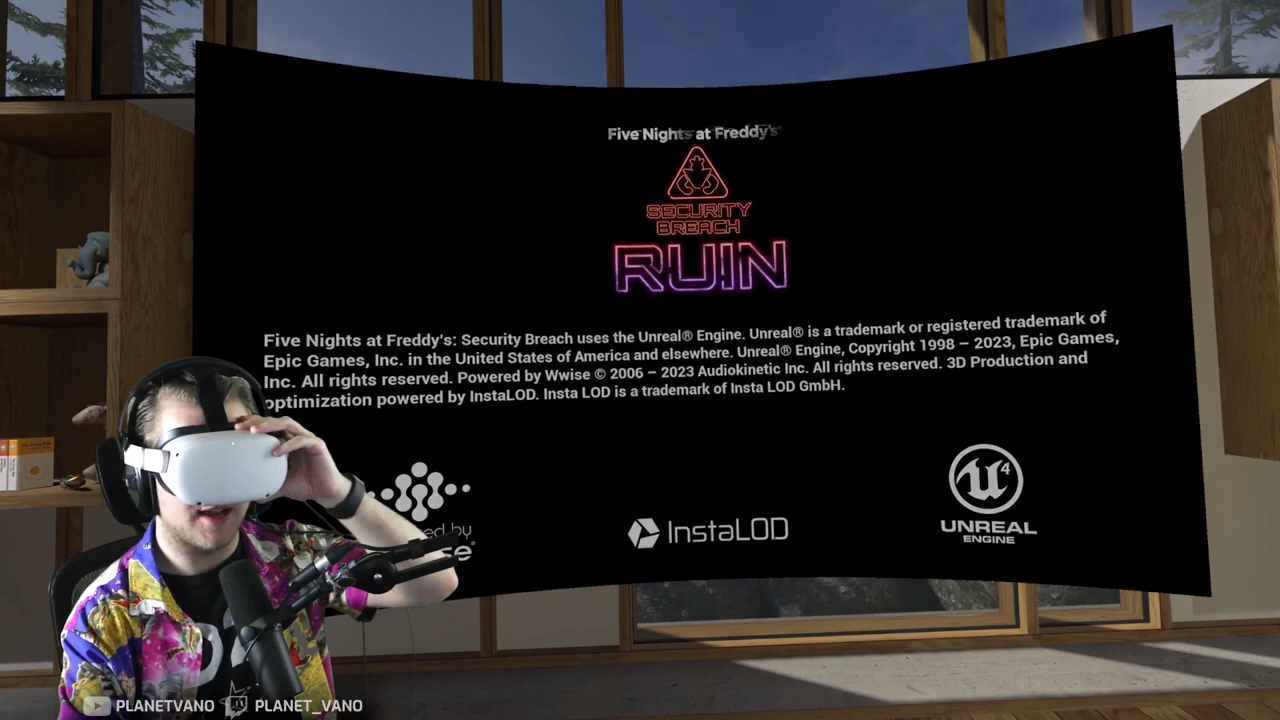 Five Nights at Freddy's
SECURITY
BREACH
RUIN
Five Nights at Freddy's: Security Breach uses the Unreal® Engine. Unreal® is a trademark or registered trademark of
Epic Games, Inc. in the United States of America and elsewhere. Unreal® Engine, Copyright 1998 – 2023, Epic Games,
Inc. All rights reserved. Powered by Wwise © 2006 – 2023 Audiokinetic Inc. All rights reserved. 3D Production and
optimization powered by InstaLOD. Insta LOD is a trademark of Insta LOD GmbH.
by
InstaLOD
4
UNREAL
ENGINE
PLANETVANO PLANET_VANO